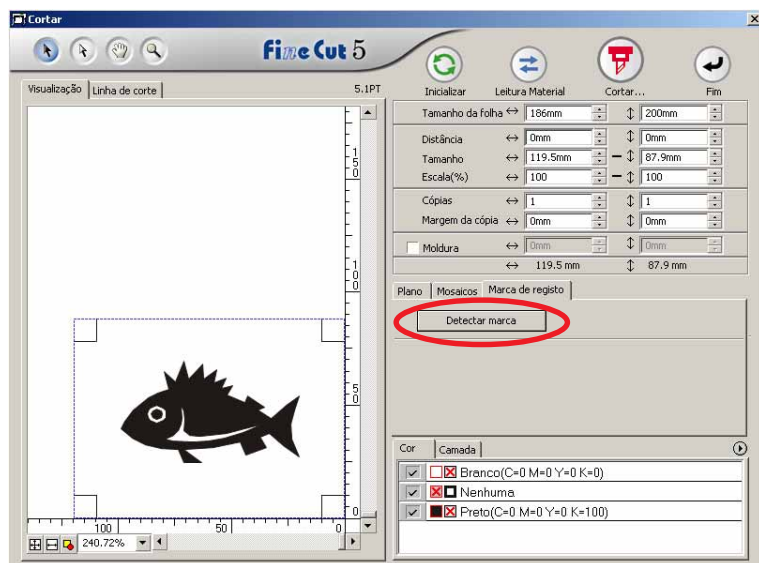 Cortar
Fine Cut 5
Inicializar Leitura Material Cortar... Fim
Visualização Linha de corte 5.1PT
Tamanho da folha 186mm 200mm
Distância 0mm 0mm
Tamanho 119.5mm 87.9mm
Escala(%) 100 100
Cópias 1 1
Margem da cópia 0mm 0mm
Moldura 0mm 0mm
119.5 mm 87.9 mm
Plano Mosaicos Marca de registo
Detectar marca
150
100
50
0
100 50 0
240.72%
Cor Camada
Branco(C=0 M=0 Y=0 K=0)
Nenhuma
Preto(C=0 M=0 Y=0 K=100)